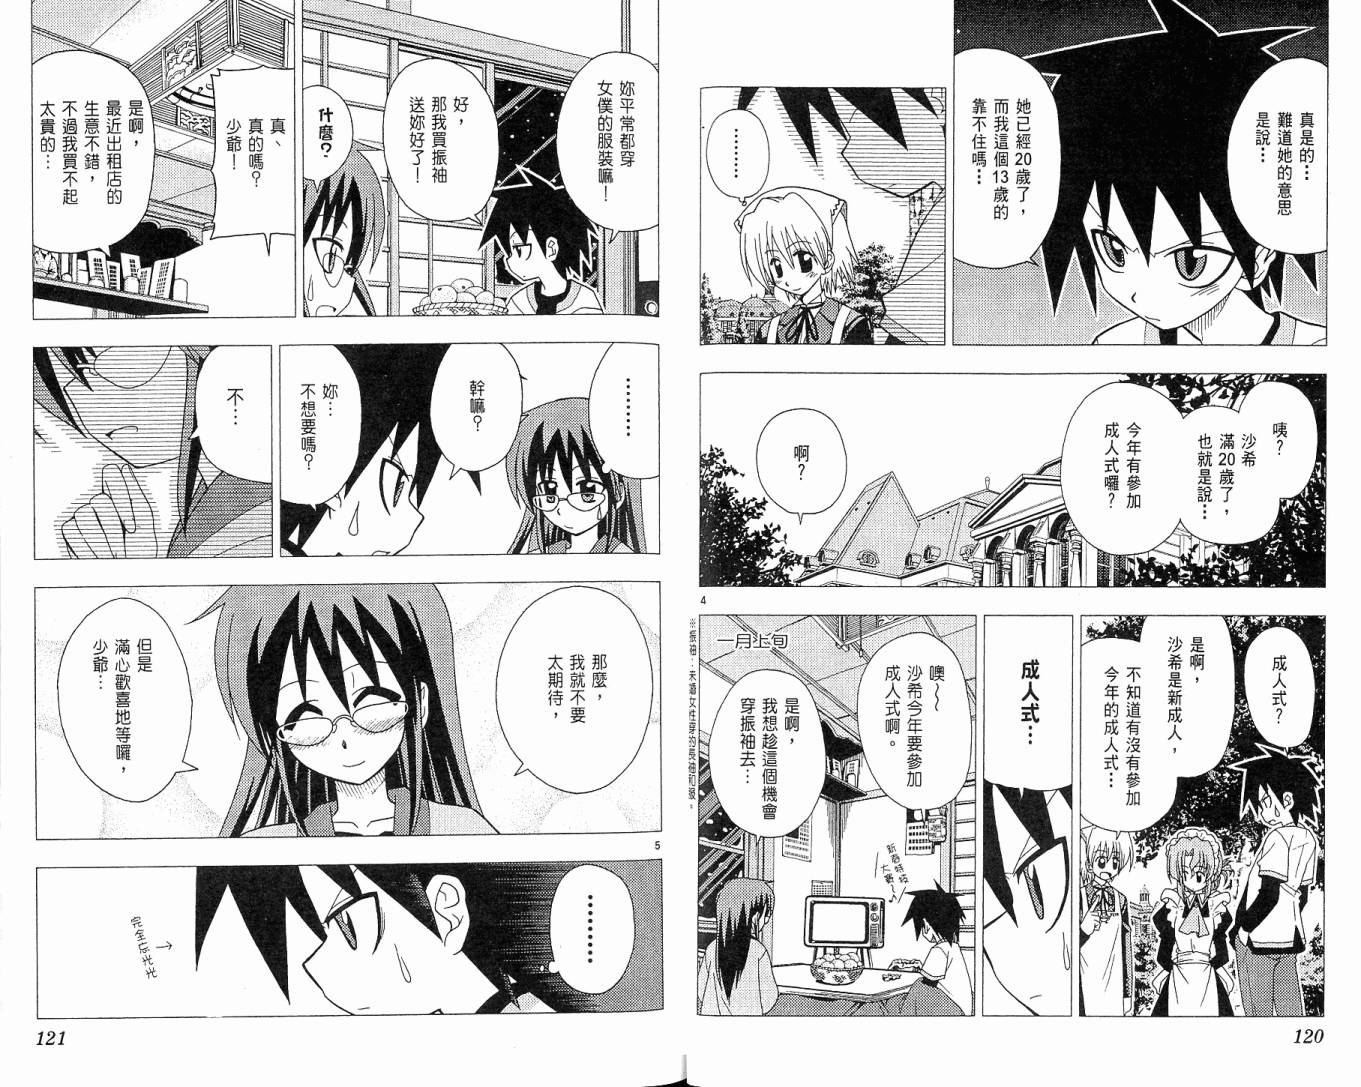 真是的…
難道她的意思
是說…
她已經20歲了，
而我這個13歲的
靠不住嗎…
………
咦？
沙希
滿20歲了，
也就是說…
今年有參加
成人式囉？
啊？
4
成人式？
是啊，
沙希是新成人，
不知道有沒有參加
今年的成人式…
成人式…
一月上旬
噢～
沙希今年要參加
成人式啊。
是啊，
我想趁這個機會
穿振袖去…
新春特技
大賽～♪
※振袖：未婚女性穿的長袖和服。
120
妳平常都穿
女僕的服裝嘛！
好，
那我買振袖
送妳好了！
什麼？
真、
真的嗎？
少爺！
是啊，
最近出租店的
生意不錯，
不過我買不起
太貴的…
………
幹嘛？
妳…
不想要嗎？
不…
那麼，
我就不要
太期待，
但是
滿心歡喜地等囉，
少爺…
5
………
→
完全忘光光
121